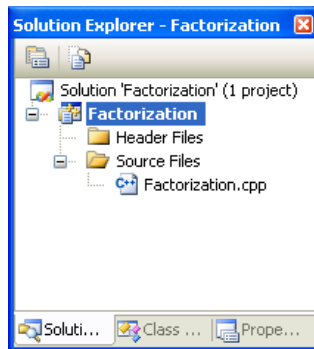 Solution Explorer - Factorization
Solution 'Factorization' (1 project)
Factorization
Header Files
Source Files
C++ Factorization.cpp
Soluti... Class ... Prope...